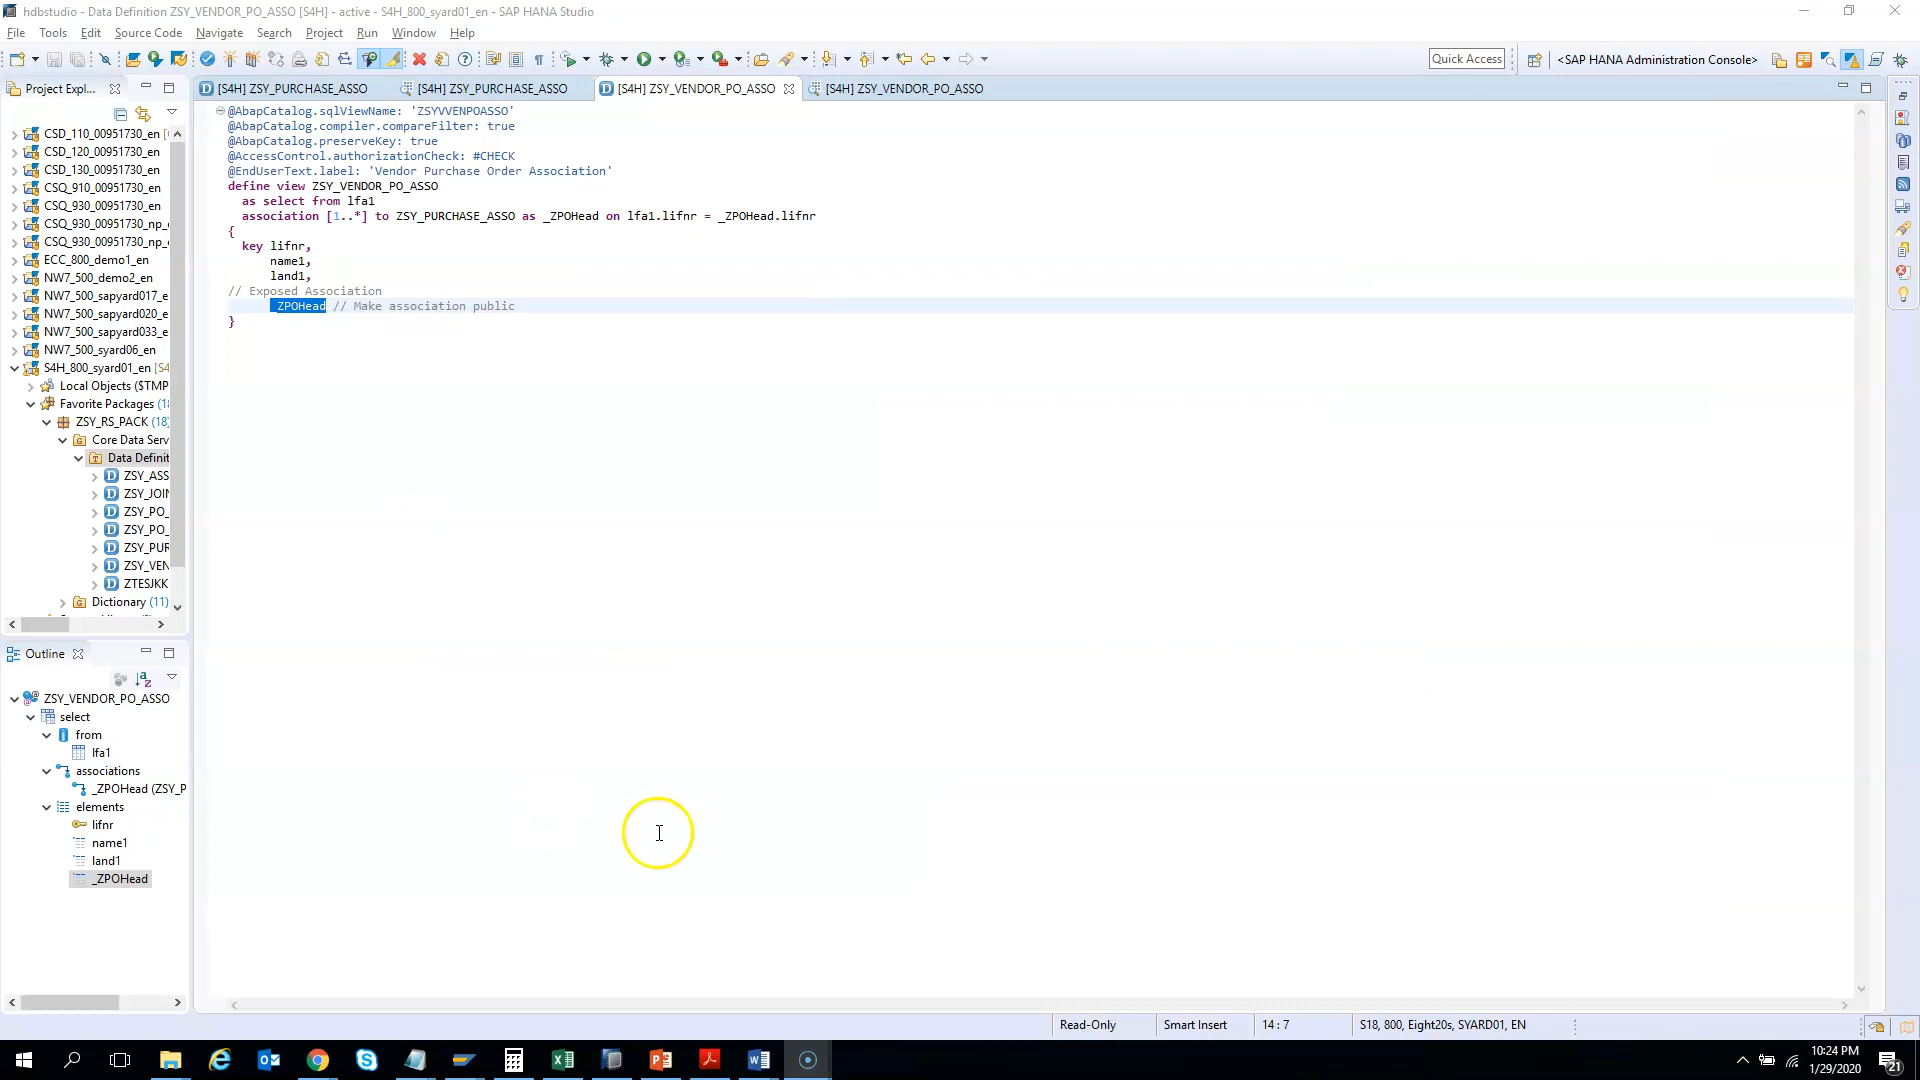 hdbstudio - Data Definition ZSY_VENDOR_PO_ASSO [S4H] - active - S4H_800_syard01_en - SAP HANA Studio
File Tools Edit Source Code Navigate Search Project Run Window Help
Quick Access <SAP HANA Administration Console>
Project Expl...
[S4H] ZSY_PURCHASE_ASSO [S4H] ZSY_PURCHASE_ASSO [S4H] ZSY_VENDOR_PO_ASSO [S4H] ZSY_VENDOR_PO_ASSO
CSD_110_00951730_en [
CSD_120_00951730_en
CSD_130_00951730_en
CSQ_910_00951730_en
CSQ_930_00951730_en
CSQ_930_00951730_np_
CSQ_930_00951730_np_
ECC_800_demo1_en
NW7_500_demo2_en
NW7_500_sapyard017_e
NW7_500_sapyard020_e
NW7_500_sapyard033_e
NW7_500_syard06_en
S4H_800_syard01_en [S4
Local Objects ($TMP
Favorite Packages (18
ZSY_RS_PACK (18)
Core Data Serv
Data Definit
ZSY_ASS
ZSY_JOIN
ZSY_PO_
ZSY_PO_
ZSY_PUR
ZSY_VEN
ZTESJKK
Dictionary (11)
@AbapCatalog.sqlViewName: 'ZSYVVENPOASSO'
@AbapCatalog.compiler.compareFilter: true
@AbapCatalog.preserveKey: true
@AccessControl.authorizationCheck: #CHECK
@EndUserText.label: 'Vendor Purchase Order Association'
define view ZSY_VENDOR_PO_ASSO
as select from lfa1
association [1..*] to ZSY_PURCHASE_ASSO as _ZPOHead on lfa1.lifnr = _ZPOHead.lifnr
{
key lifnr,
name1,
land1,
// Exposed Association
_ZPOHead // Make association public
}
Outline
ZSY_VENDOR_PO_ASSO
select
from
lfa1
associations
_ZPOHead (ZSY_P
elements
lifnr
name1
land1
_ZPOHead
Read-Only Smart Insert 14 : 7 S18, 800, Eight20s, SYARD01, EN
10:24 PM
1/29/2020
21